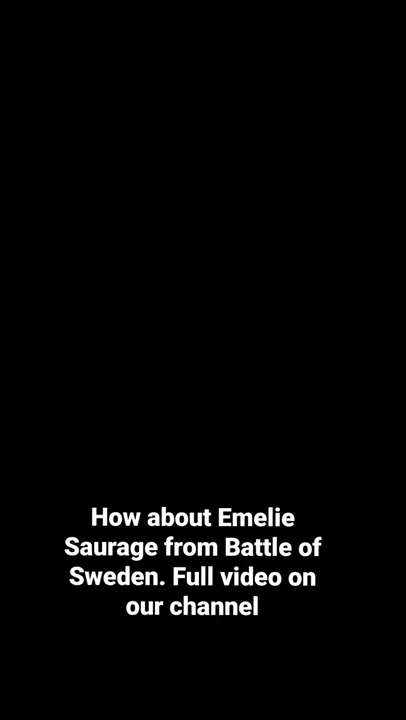 How about Emelie
Saurage from Battle of
Sweden. Full video on
our channel